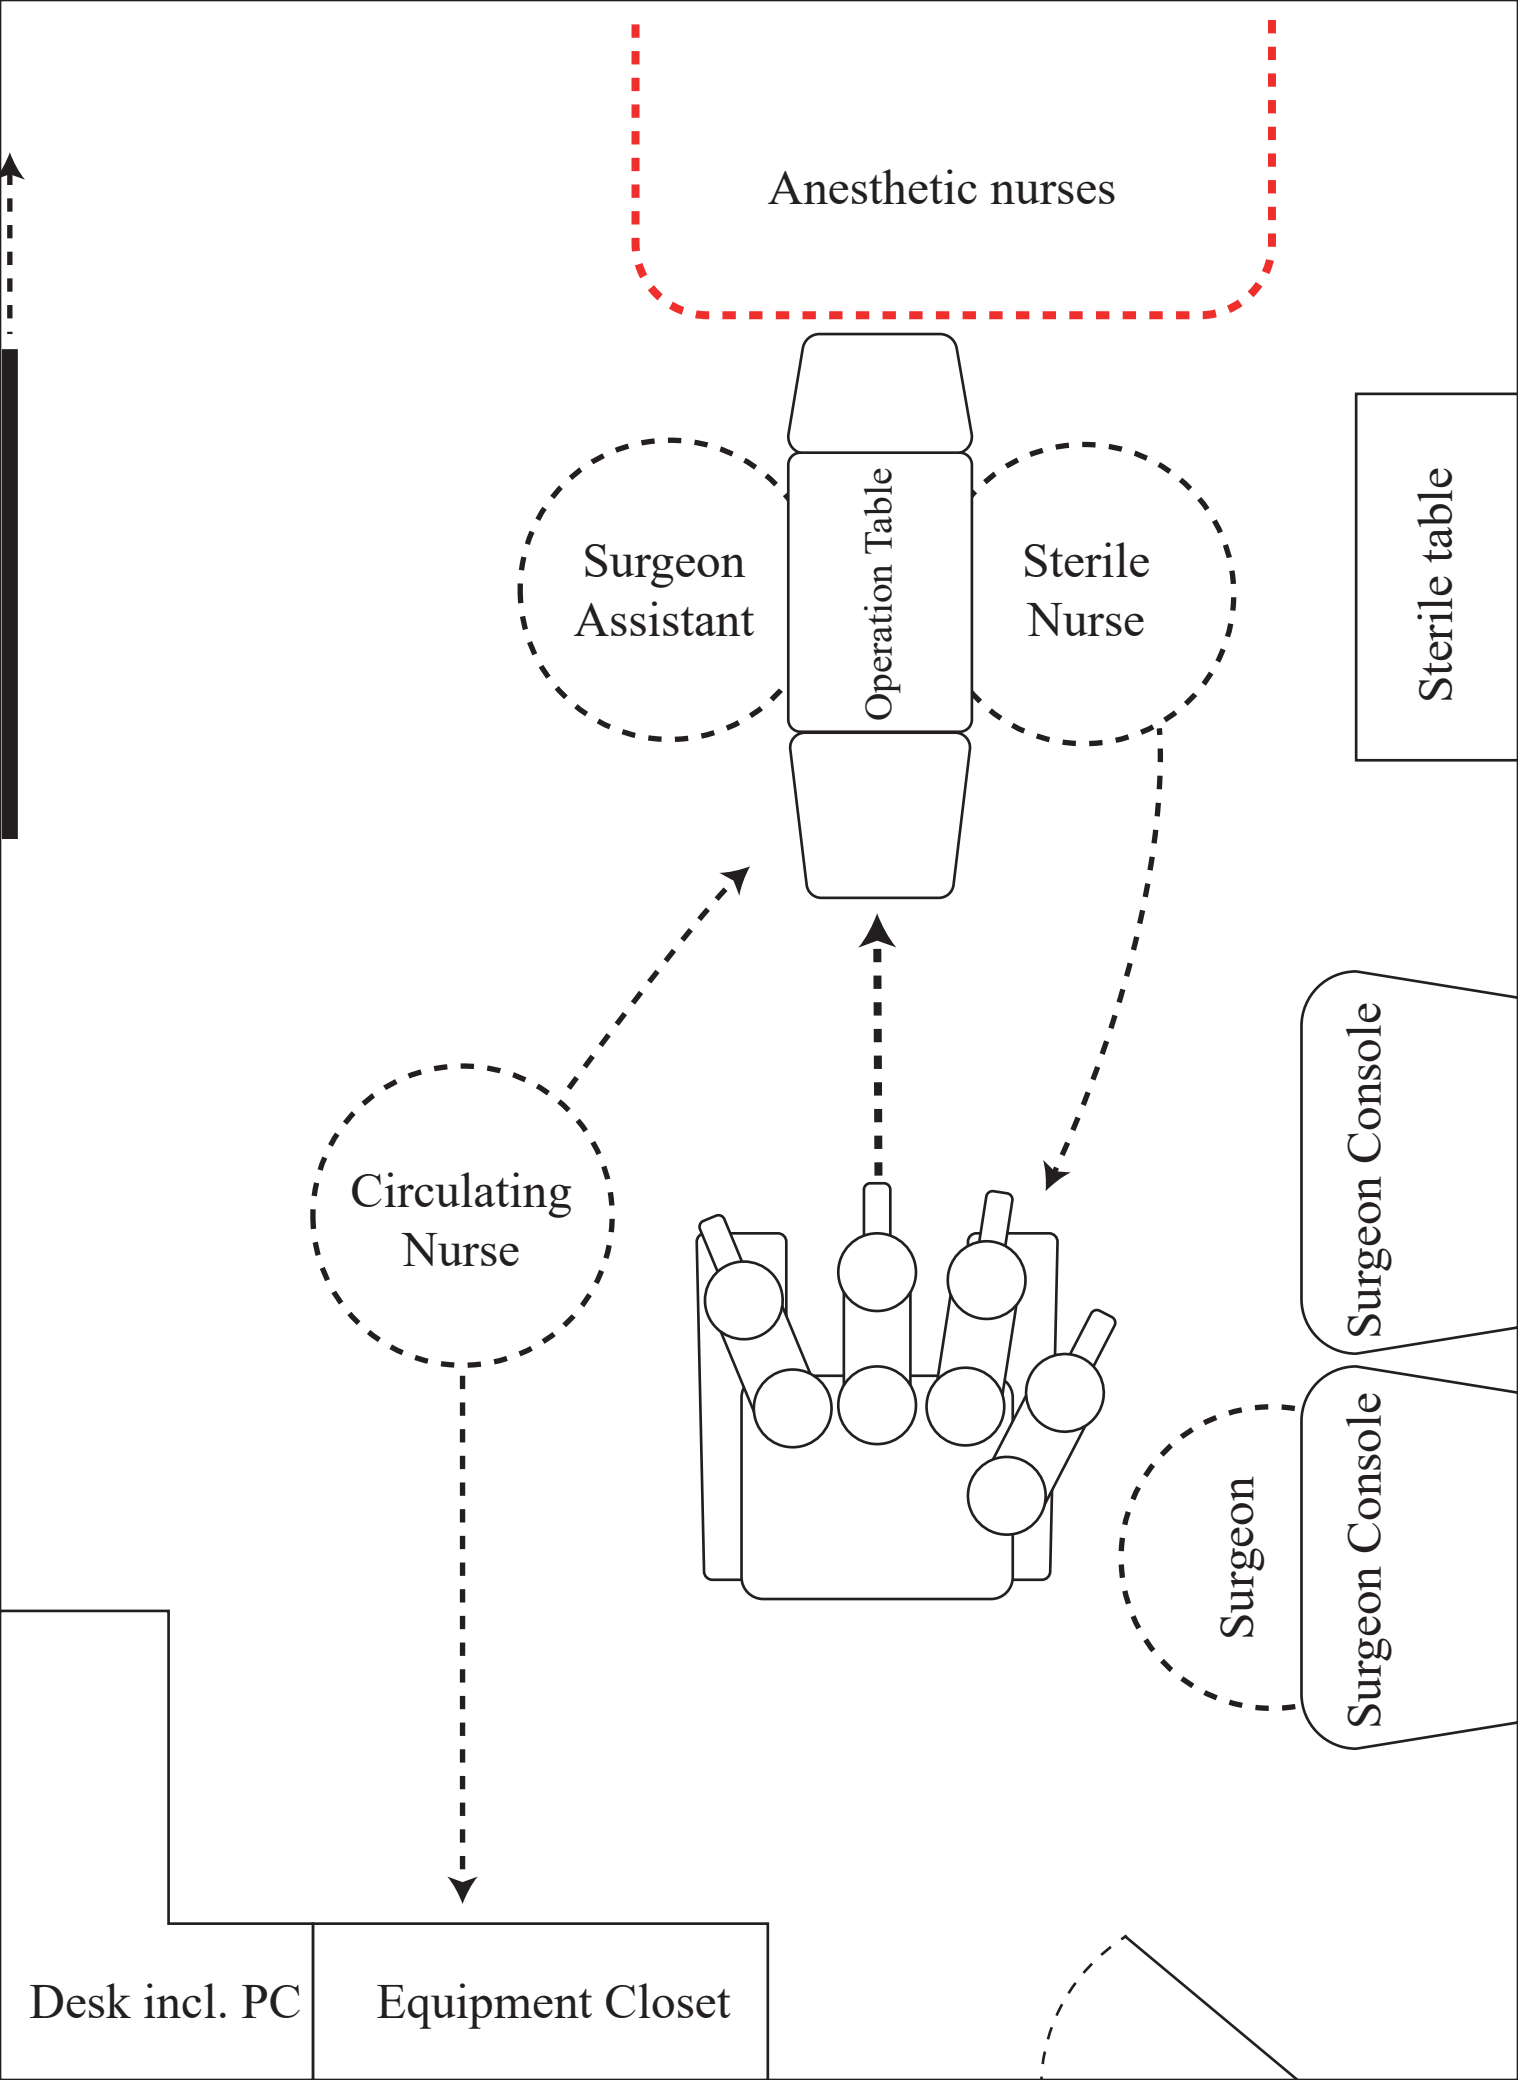 Anesthetic nurses
Surgeon
Assistant
Operation Table
Sterile
Nurse
Sterile table
Circulating
Nurse
Surgeon Console
Surgeon
Surgeon Console
Desk incl. PC
Equipment Closet